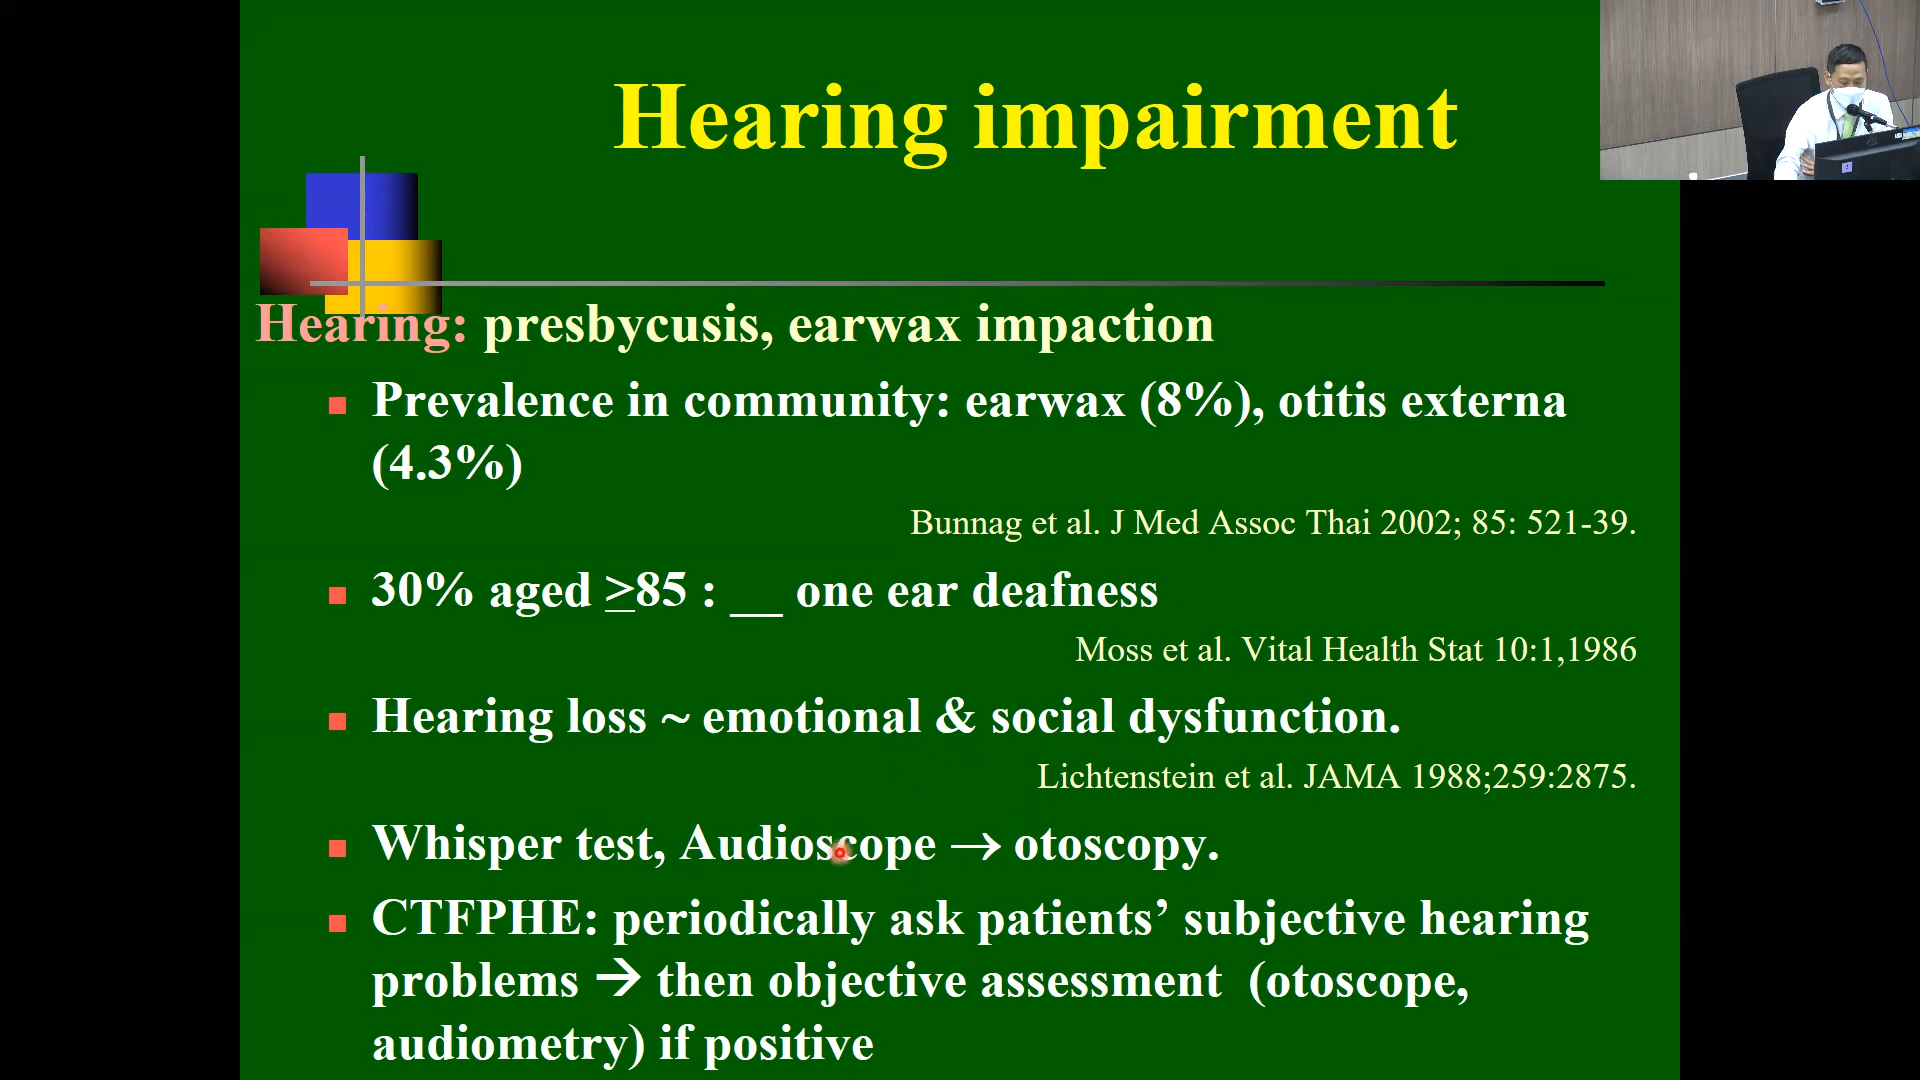 Hearing impairment
Hearing: presbycusis, earwax impaction
Prevalence in community: earwax (8%), otitis externa
(4.3%)
Bunnag et al. J Med Assoc Thai 2002; 85: 521-39.
30% aged ≥85 : __ one ear deafness
Moss et al. Vital Health Stat 10:1,1986
Hearing loss ~ emotional & social dysfunction.
Lichtenstein et al. JAMA 1988;259:2875.
Whisper test, Audioscope → otoscopy.
CTFPHE: periodically ask patients’ subjective hearing
problems → then objective assessment (otoscope,
audiometry) if positive